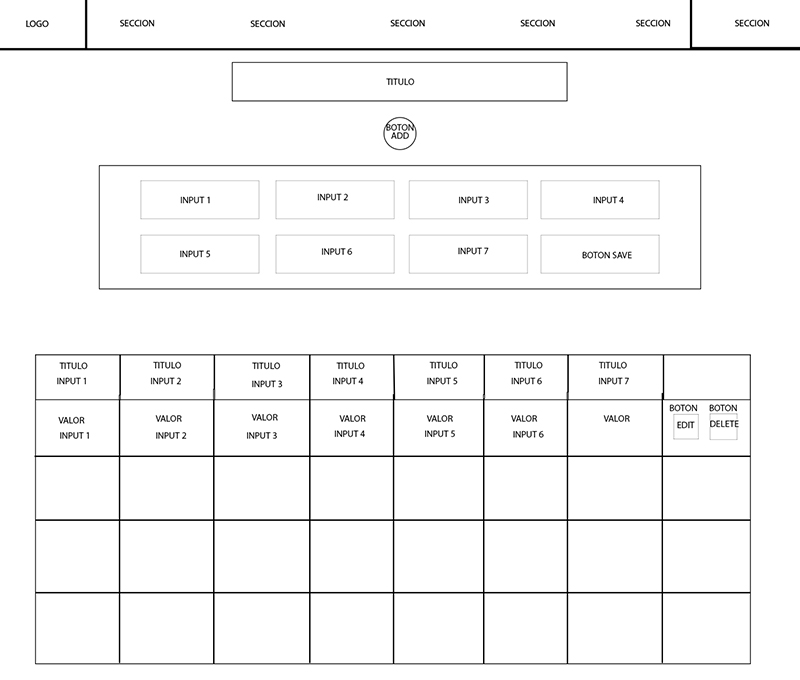 LOGO
SECCION
SECCION
SECCION
SECCION
SECCION
SECCION
TITULO
BOTON
ADD
INPUT 1
INPUT 2
INPUT 3
INPUT 4
INPUT 5
INPUT 6
INPUT 7
BOTON SAVE
TITULO
INPUT 1
TITULO
INPUT 2
TITULO
INPUT 3
TITULO
INPUT 4
TITULO
INPUT 5
TITULO
INPUT 6
TITULO
INPUT 7
VALOR
INPUT 1
VALOR
INPUT 2
VALOR
INPUT 3
VALOR
INPUT 4
VALOR
INPUT 5
VALOR
INPUT 6
VALOR
BOTON
EDIT
BOTON
DELETE